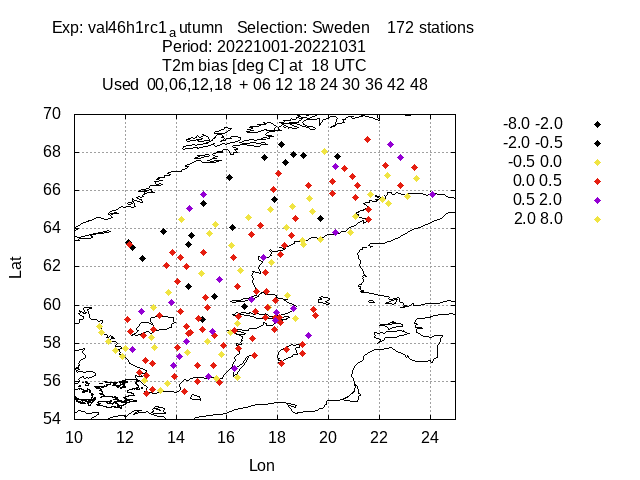 Exp: val46h1rc1_autumn Selection: Sweden 172 stations
Period: 20221001-20221031
T2m bias [deg C] at 18 UTC
Used 00,06,12,18 + 06 12 18 24 30 36 42 48
-8.0 -2.0
-2.0 -0.5
-0.5 0.0
0.0 0.5
0.5 2.0
2.0 8.0
70
68
66
64
62
60
58
56
54
Lat
10 12 14 16 18 20 22 24
Lon